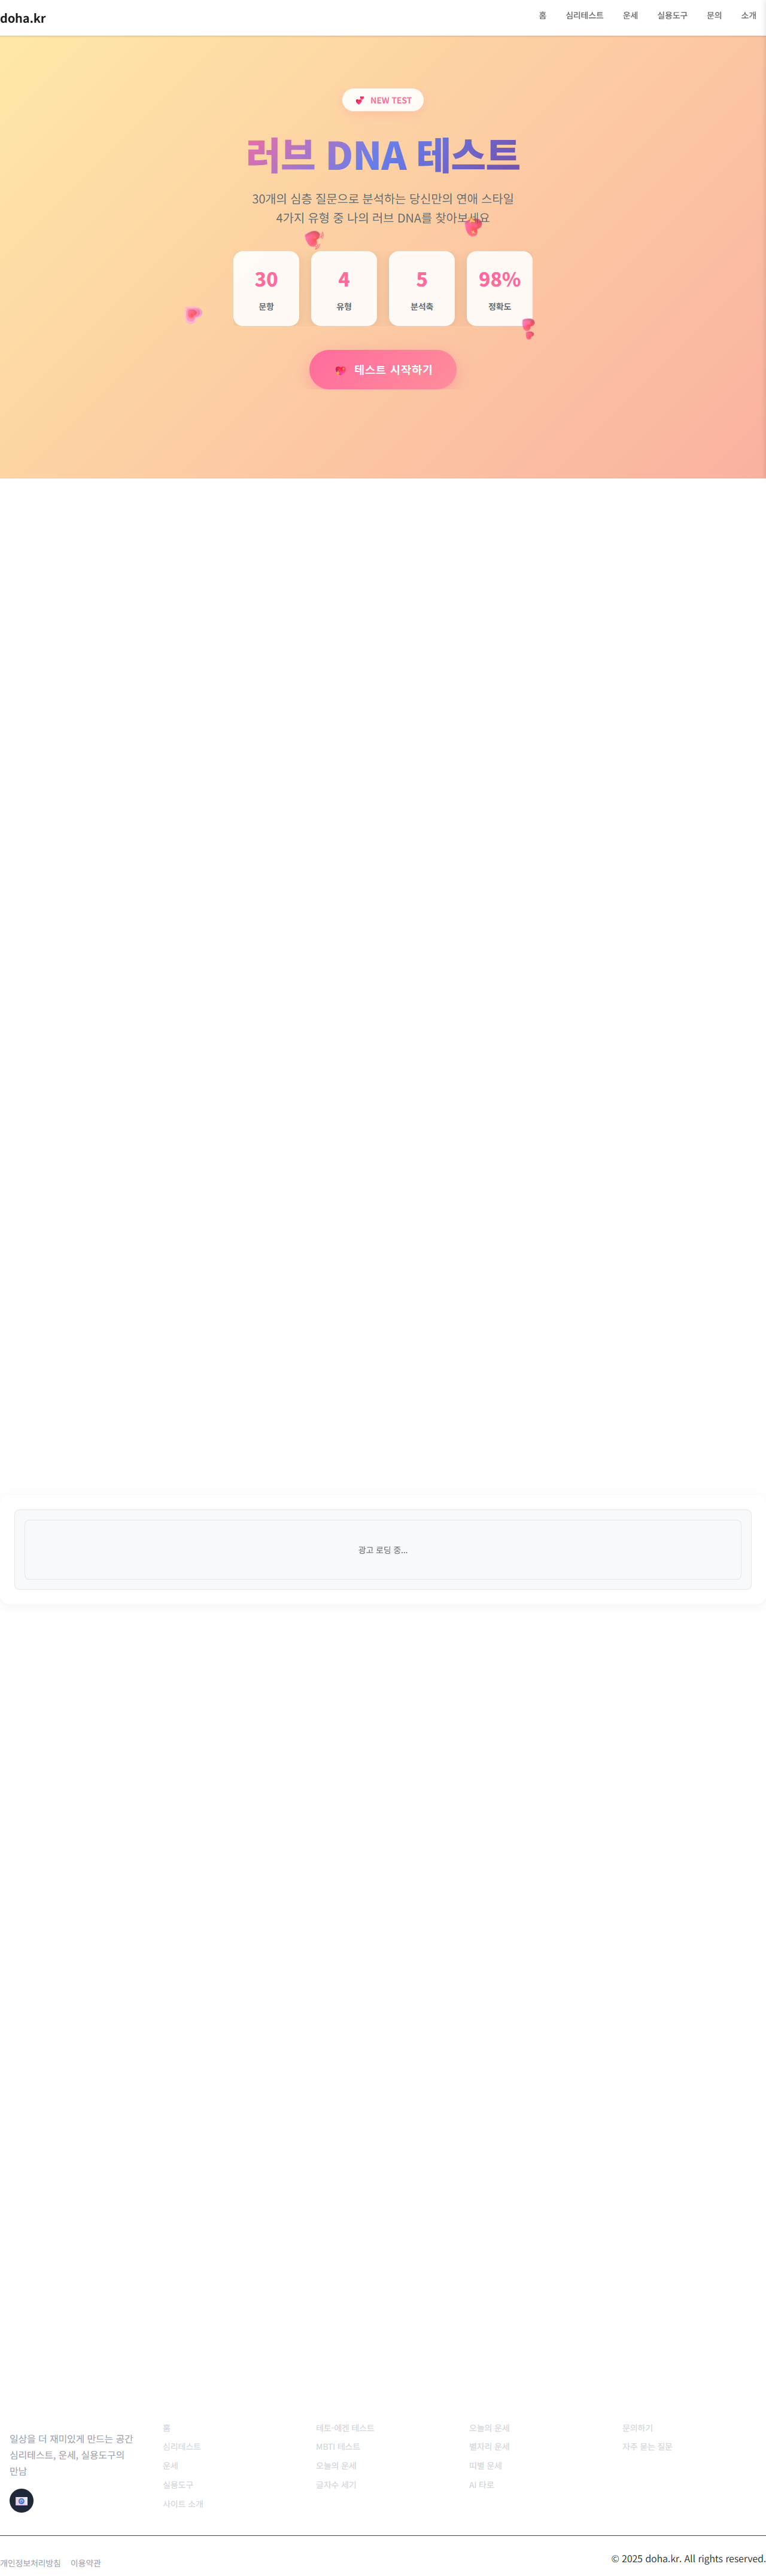 doha.kr
홈 심리테스트 운세 실용도구 문의 소개
NEW TEST
러브 DNA 테스트
30개의 심층 질문으로 분석하는 당신만의 연애 스타일
4가지 유형 중 나의 러브 DNA를 찾아보세요
30 4 5 98%
문항 유형 분석축 정확도
테스트 시작하기
광고 로딩 중...
일상을 더 재미있게 만드는 공간
심리테스트, 운세, 실용도구의
만남
홈
심리테스트
운세
실용도구
사이트 소개
테토-에겐 테스트
MBTI 테스트
오늘의 운세
글자수 세기
오늘의 운세
별자리 운세
띠별 운세
AI 타로
문의하기
자주 묻는 질문
개인정보처리방침 이용약관
© 2025 doha.kr. All rights reserved.